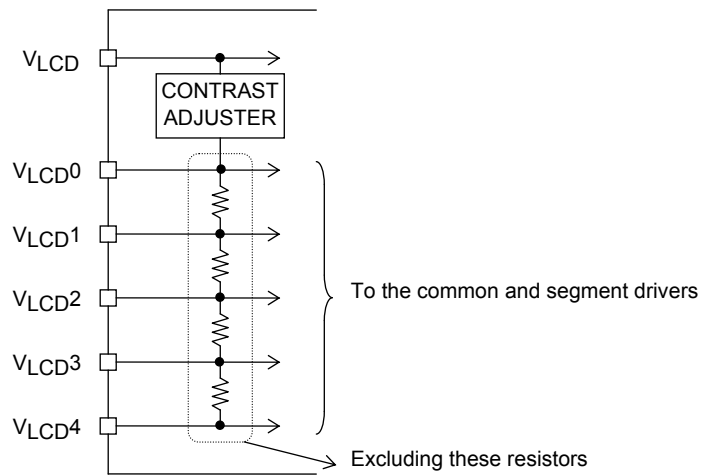 VLCD
CONTRAST
ADJUSTER
VLCD0
VLCD1
VLCD2
To the common and segment drivers
VLCD3
VLCD4
Excluding these resistors